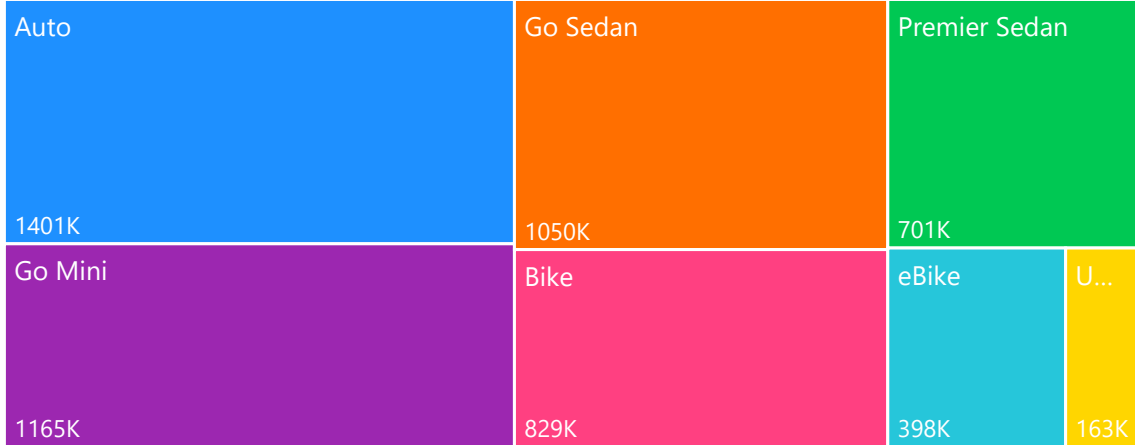 Auto
1401K
Go Mini
1165K
Go Sedan
1050K
Bike
829K
Premier Sedan
701K
eBike
398K
U...
163K